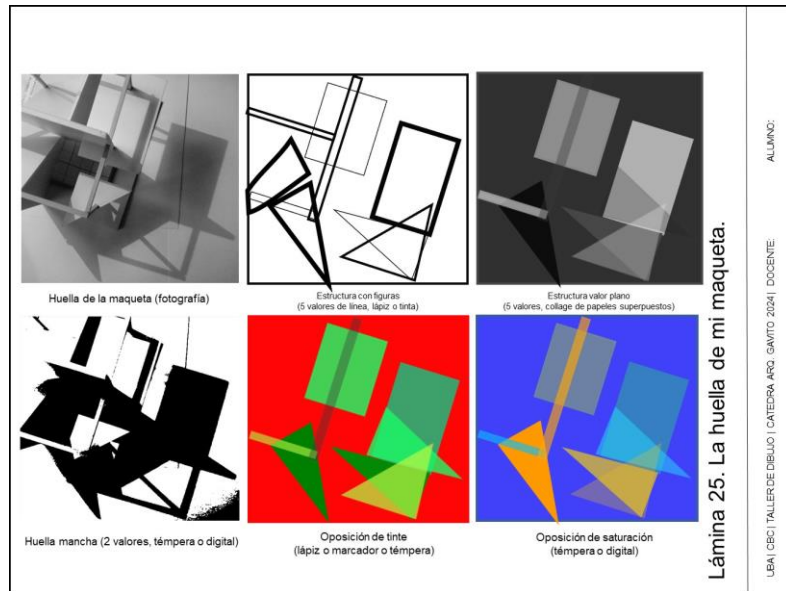 Huella de la maqueta (fotografía)
Estructura con figuras
(5 valores de línea, lápiz o tinta)
Estructura valor plano
(5 valores, collage de papeles superpuestos)
Huella mancha (2 valores, témpera o digital)
Oposición de tinte
(lápiz o marcador o témpera)
Oposición de saturación
(témpera o digital)
Lámina 25. La huella de mi maqueta.
UBA | CBC | TALLER DE DIBUJO | CATEDRA ARQ. GAVITO 2024 | DOCENTE: ALUMNO: